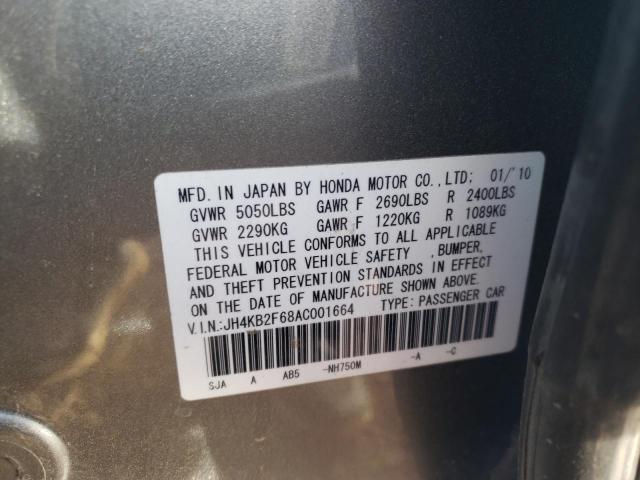 MFD. IN JAPAN BY HONDA MOTOR CO., LTD; 01/'10
GVWR 5050LBS GAWR F 2690LBS R 2400LBS
GVWR 2290KG GAWR F 1220KG R 1089KG
THIS VEHICLE CONFORMS TO ALL APPLICABLE
FEDERAL MOTOR VEHICLE SAFETY , BUMPER,
AND THEFT PREVENTION STANDARDS IN EFFECT
ON THE DATE OF MANUFACTURE SHOWN ABOVE.
V.I.N.:JH4KB2F68AC001664 TYPE: PASSENGER CAR
SJA A AB5 -NH750M -A -C